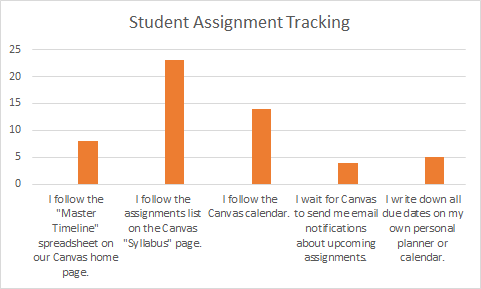 Student Assignment Tracking
25
20
15
10
5
0
I follow the
"Master
Timeline"
spreadsheet on
our Canvas home
page.
I follow the
assignments list
on the Canvas
"Syllabus" page.
I follow the
Canvas calendar.
I wait for Canvas
to send me email
notifications
about upcoming
assignments.
I write down all
due dates on my
own personal
planner or
calendar.